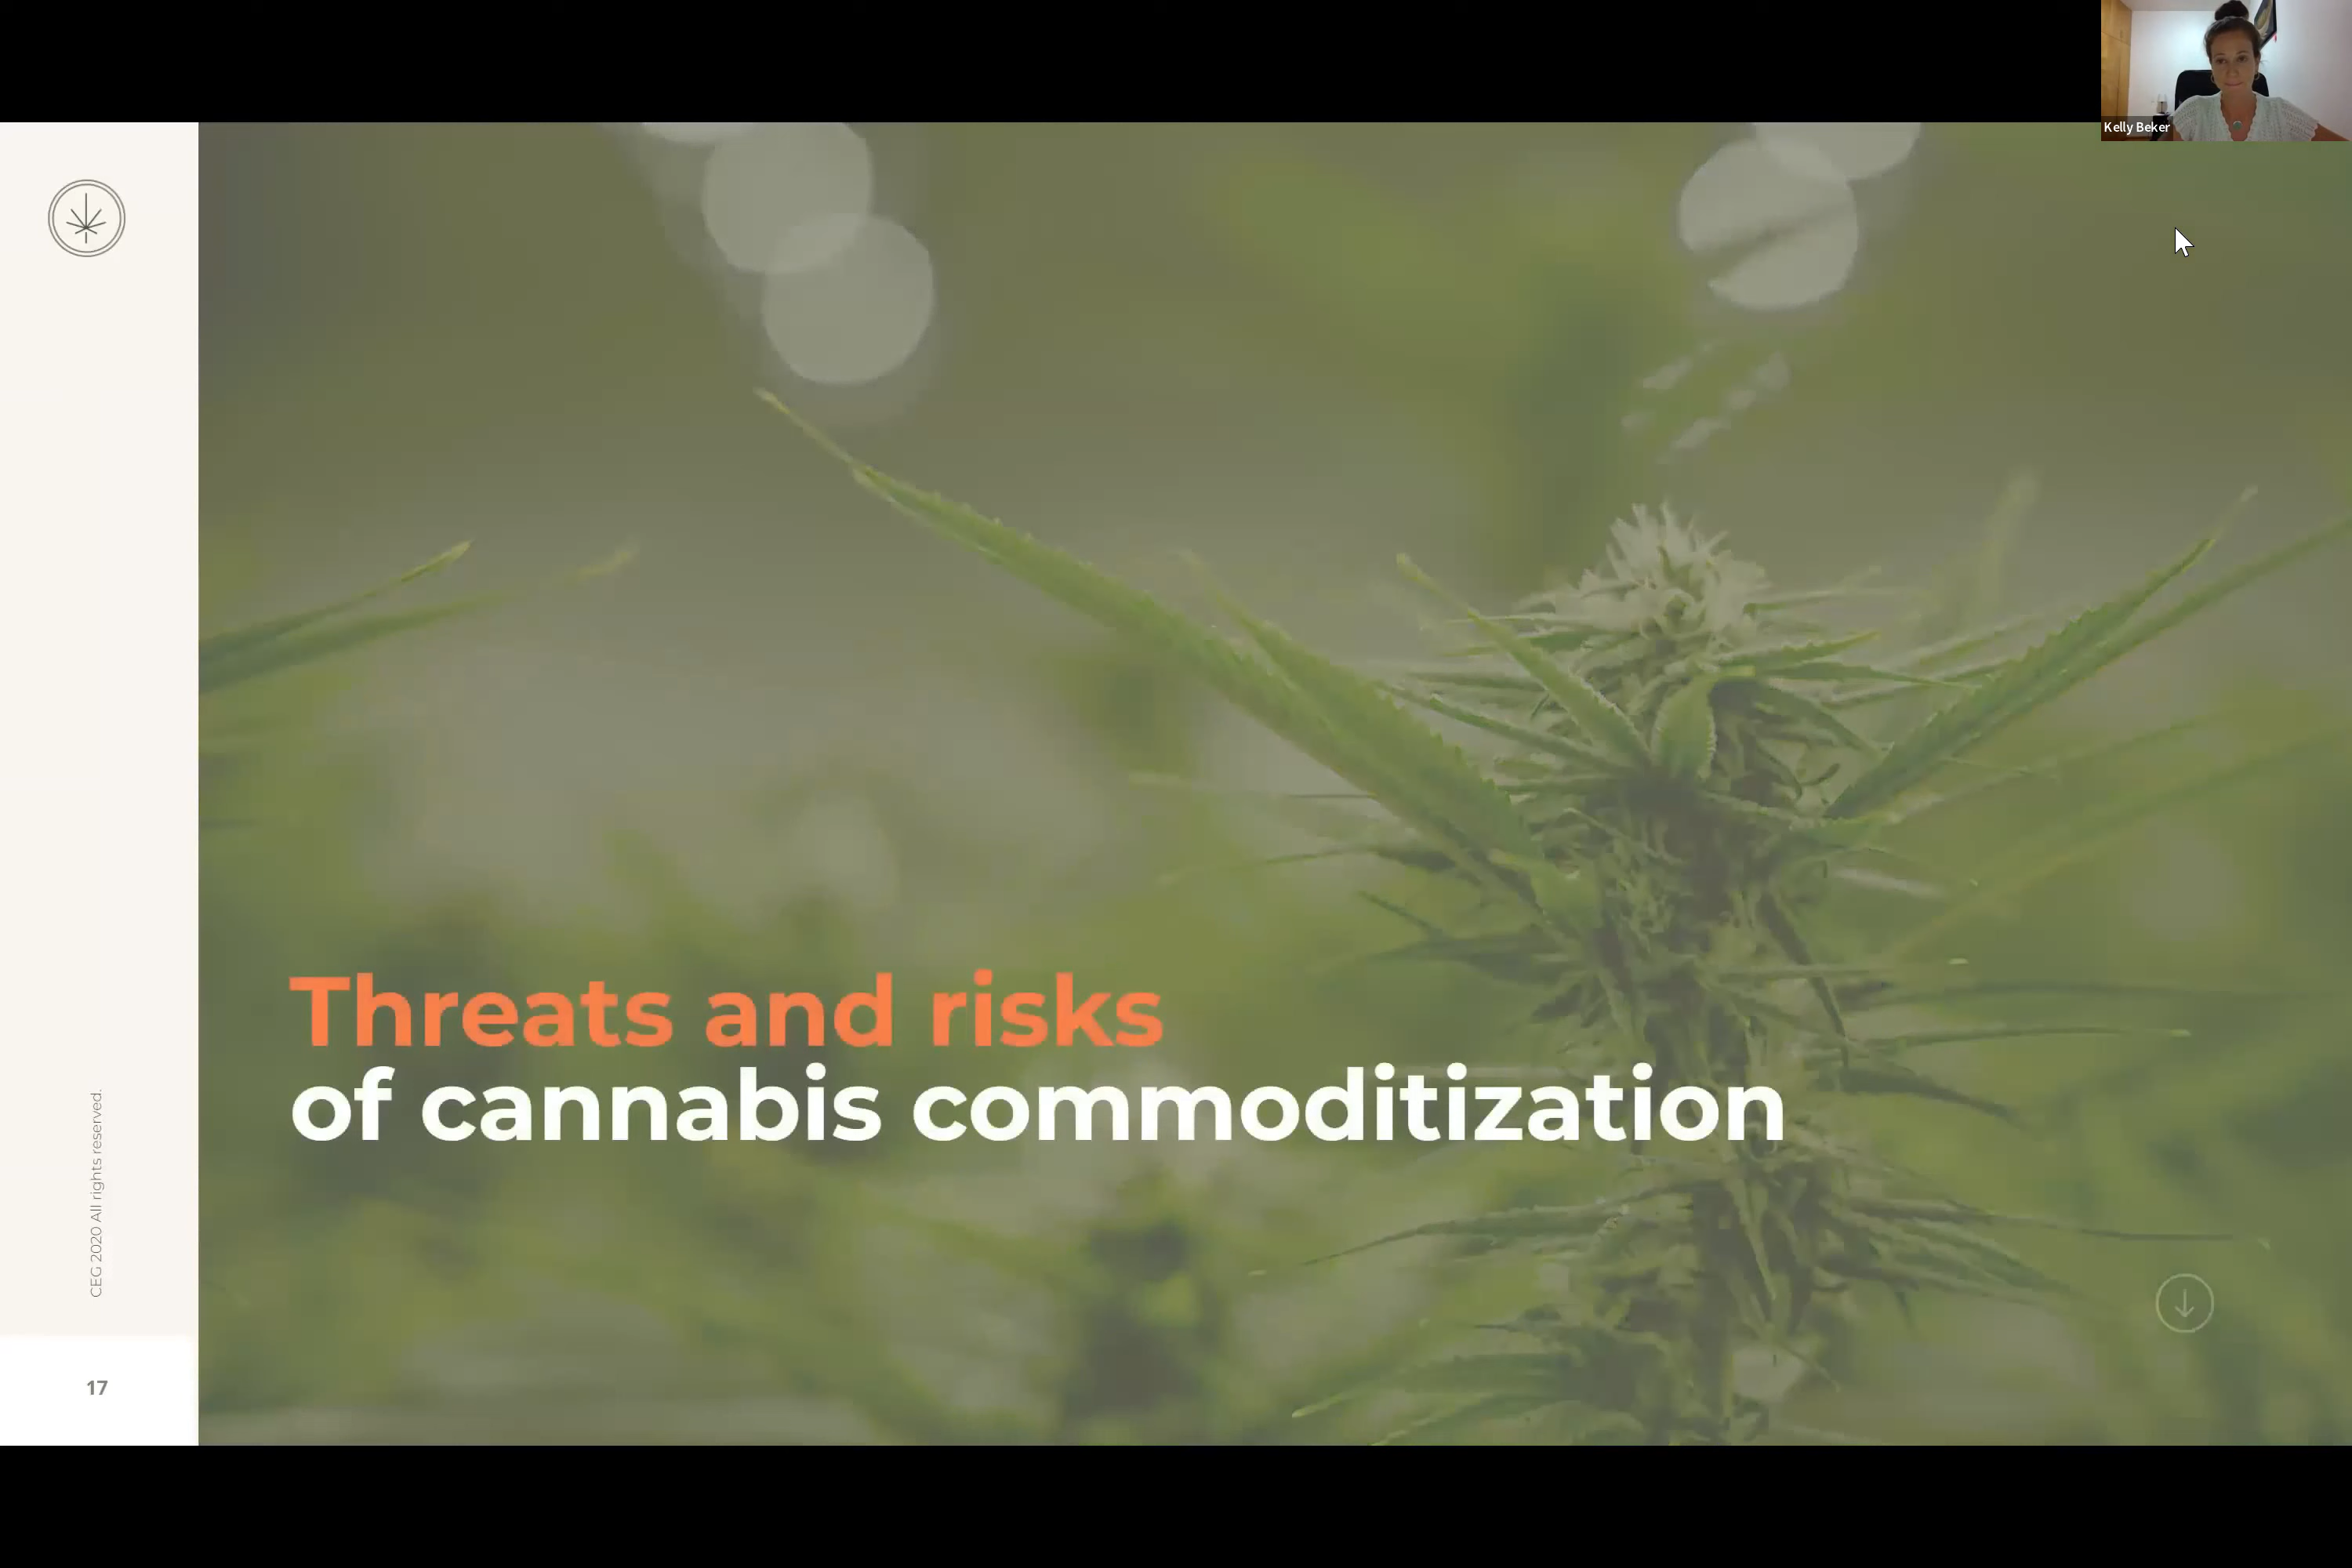 Kelly Beker
Threats and risks
of cannabis commoditization
CEG 2020 All rights reserved.
17